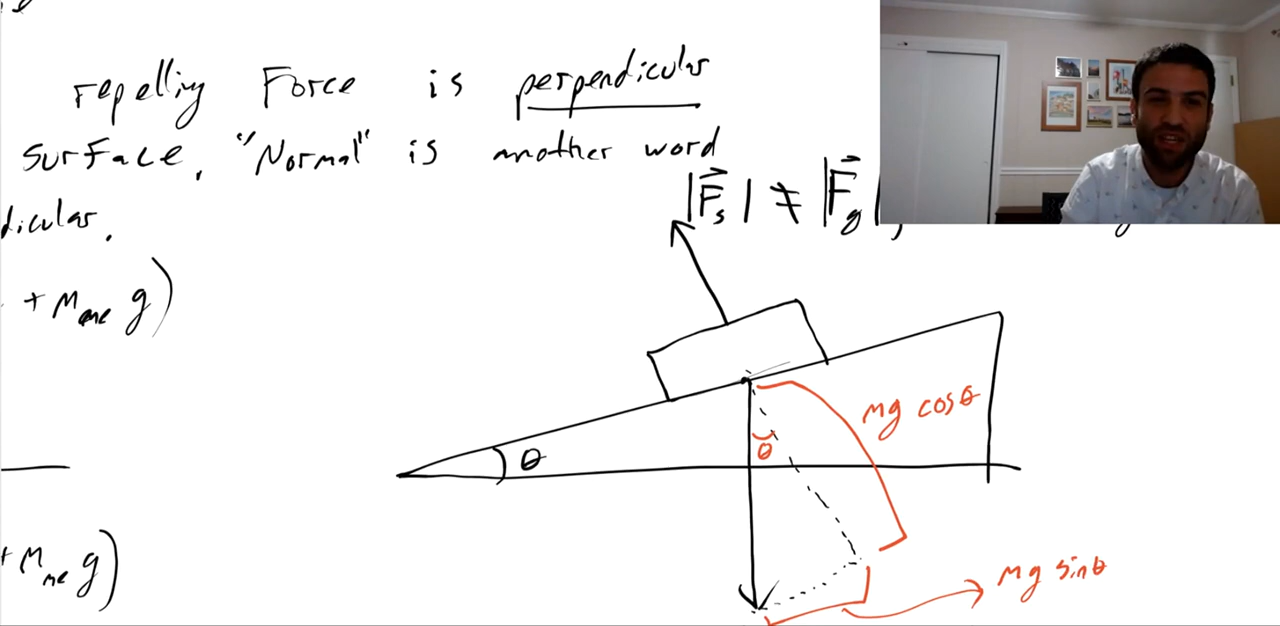 repelling Force is perpendicular
surface. "Normal" is another word
dicular.
|F⃗s| ≠ |F⃗g|,
+ Mme g)
Mg cosθ
θ
θ
+ Mme g)
Mg sinθ